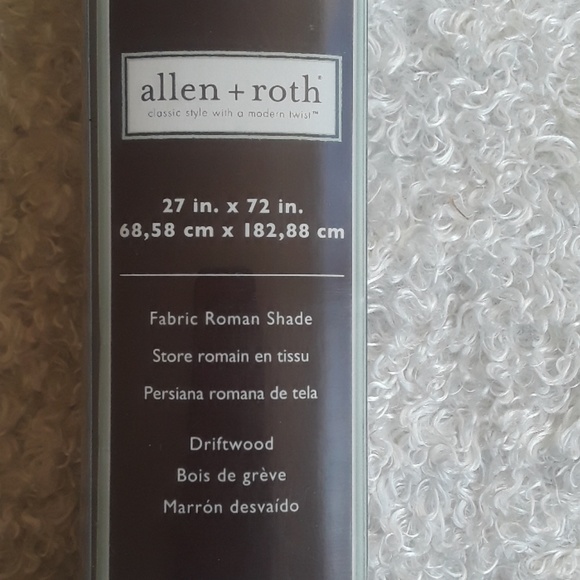 allen + roth®
classic style with a modern twist™
27 in. x 72 in.
68,58 cm x 182,88 cm
Fabric Roman Shade
Store romain en tissu
Persiana romana de tela
Driftwood
Bois de grève
Marrón desvaído